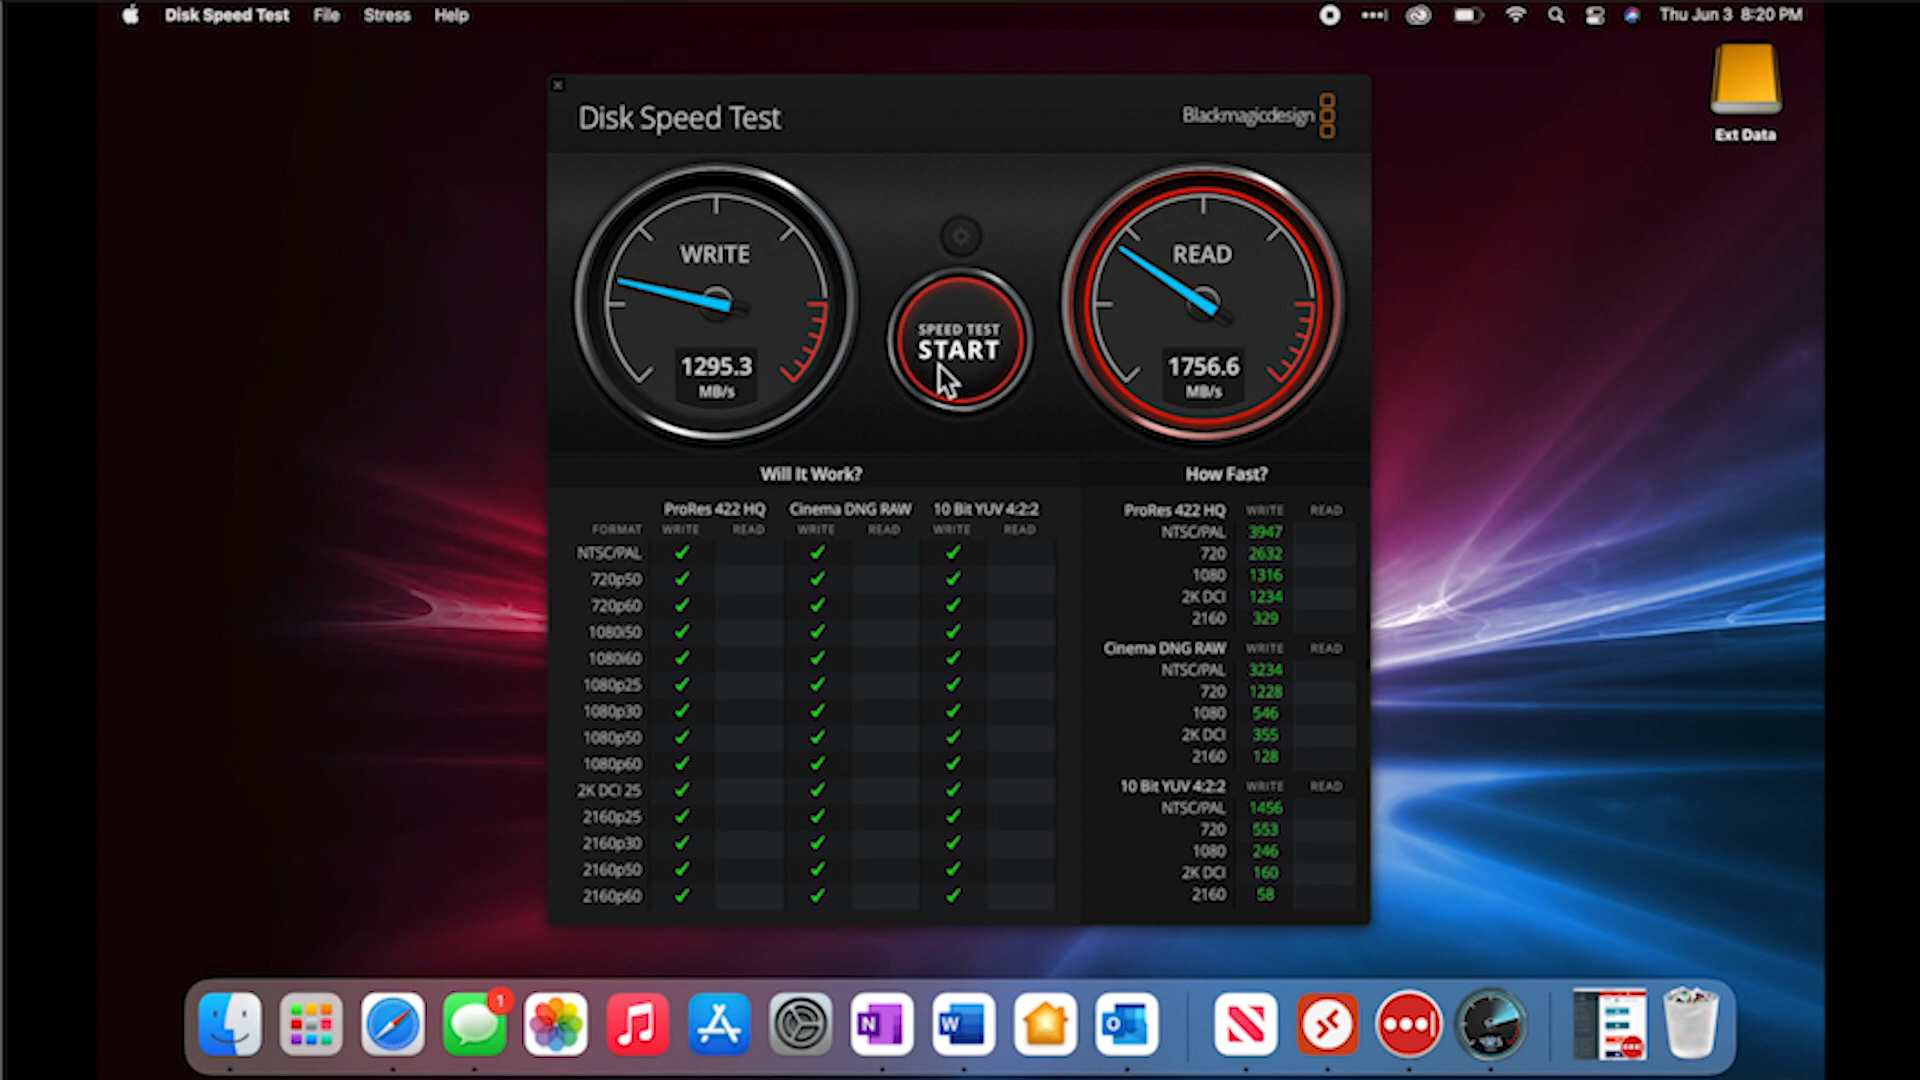 Disk Speed Test File Stress Help Thu Jun 3 8:20 PM
Ext Data
Disk Speed Test
Blackmagicdesign
WRITE
1295.3
MB/s
SPEED TEST
START
READ
1756.6
MB/s
Will It Work?
ProRes 422 HQ Cinema DNG RAW 10 Bit YUV 4:2:2
FORMAT WRITE READ WRITE READ WRITE READ
NTSC/PAL ✓ ✓ ✓
720p50 ✓ ✓ ✓
720p60 ✓ ✓ ✓
1080i50 ✓ ✓ ✓
1080i60 ✓ ✓ ✓
1080p25 ✓ ✓ ✓
1080p30 ✓ ✓ ✓
1080p50 ✓ ✓ ✓
1080p60 ✓ ✓ ✓
2K DCI 25 ✓ ✓ ✓
2160p25 ✓ ✓ ✓
2160p30 ✓ ✓ ✓
2160p50 ✓ ✓ ✓
2160p60 ✓ ✓ ✓
How Fast?
ProRes 422 HQ WRITE READ
NTSC/PAL 3947
720 2632
1080 1316
2K DCI 1234
2160 329
Cinema DNG RAW WRITE READ
NTSC/PAL 3234
720 1228
1080 546
2K DCI 355
2160 128
10 Bit YUV 4:2:2 WRITE READ
NTSC/PAL 1456
720 553
1080 246
2K DCI 160
2160 58
1
N
W
O